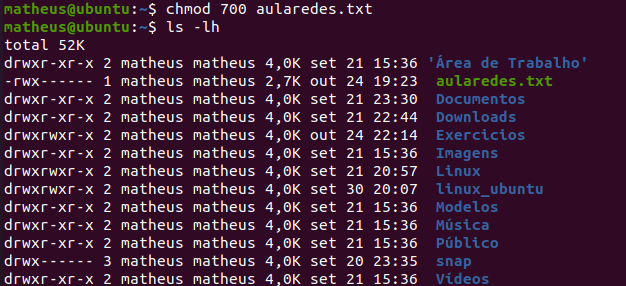 matheus@ubuntu:~$ chmod 700 aularedes.txt
matheus@ubuntu:~$ ls -lh
total 52K
drwxr-xr-x 2 matheus matheus 4,0K set 21 15:36 'Área de Trabalho'
-rwx------ 1 matheus matheus 2,7K out 24 19:23 aularedes.txt
drwxr-xr-x 2 matheus matheus 4,0K set 21 23:30 Documentos
drwxr-xr-x 2 matheus matheus 4,0K set 21 22:44 Downloads
drwxrwxr-x 2 matheus matheus 4,0K out 24 22:14 Exercicios
drwxr-xr-x 2 matheus matheus 4,0K set 21 15:36 Imagens
drwxrwxr-x 2 matheus matheus 4,0K set 21 20:57 Linux
drwxrwxr-x 2 matheus matheus 4,0K set 30 20:07 linux_ubuntu
drwxr-xr-x 2 matheus matheus 4,0K set 21 15:36 Modelos
drwxr-xr-x 2 matheus matheus 4,0K set 21 15:36 Música
drwxr-xr-x 2 matheus matheus 4,0K set 21 15:36 Público
drwx------ 3 matheus matheus 4,0K set 20 23:35 snap
drwxr-xr-x 2 matheus matheus 4,0K set 21 15:36 Vídeos